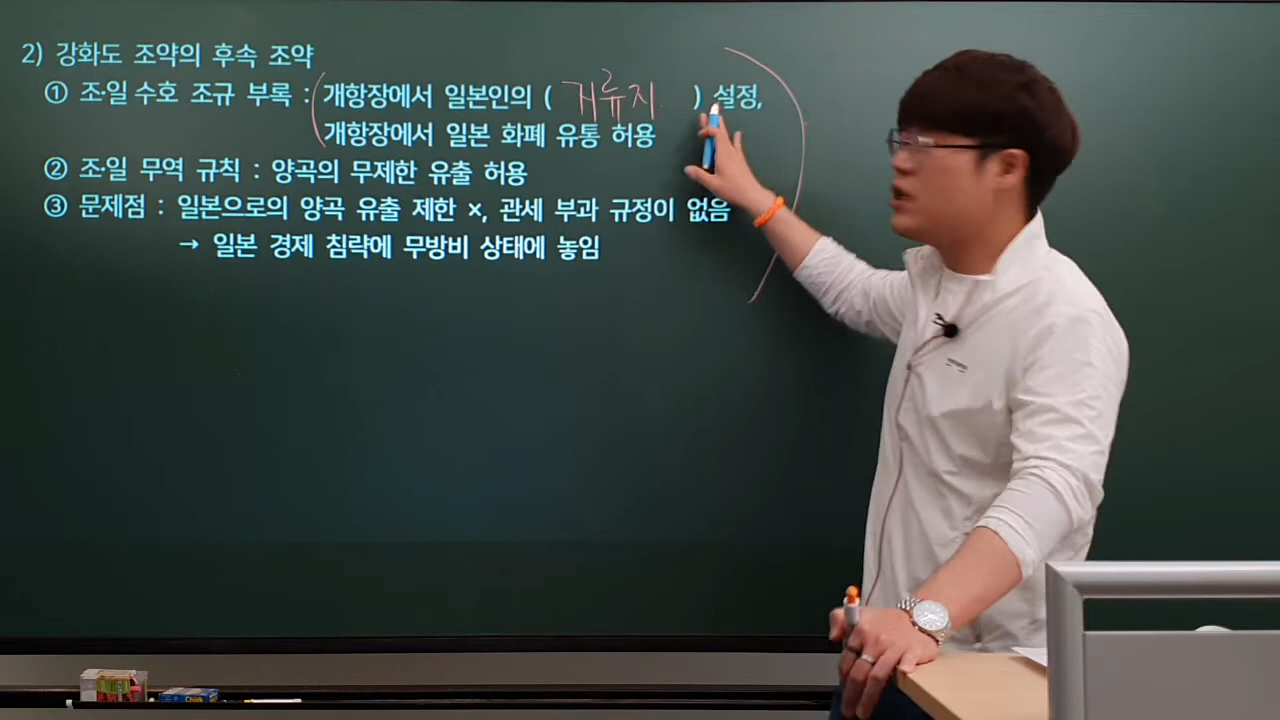 2) 강화도 조약의 후속 조약
① 조·일 수호 조규 부록 : 개항장에서 일본인의 ( 거류지 ) 설정,
개항장에서 일본 화폐 유통 허용
② 조·일 무역 규칙 : 양곡의 무제한 유출 허용
③ 문제점 : 일본으로의 양곡 유출 제한 ×, 관세 부과 규정이 없음
→ 일본 경제 침략에 무방비 상태에 놓임